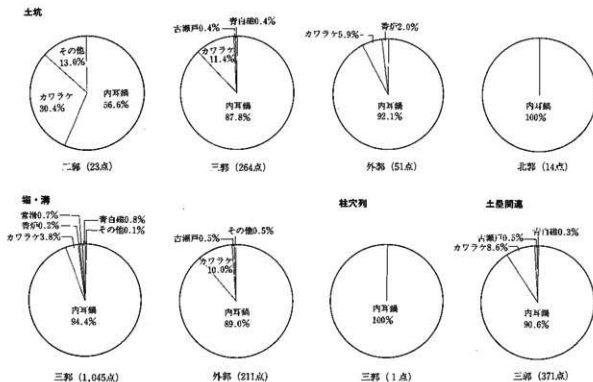 土坑
その他
13.0%
カワラケ
30.4%
内耳鍋
56.6%
二郭 (23点)
古瀬戸0.4%
青白磁0.4%
カワラケ
11.4%
内耳鍋
87.8%
三郭 (264点)
カワラケ5.9%
香炉2.0%
内耳鍋
92.1%
外郭 (51点)
内耳鍋
100%
北郭 (14点)
堀・溝
常滑0.7%
香炉0.2%
カワラケ3.8%
青白磁0.8%
その他0.1%
内耳鍋
94.4%
三郭 (1,045点)
古瀬戸0.5%
その他0.5%
カワラケ
10.0%
内耳鍋
89.0%
外郭 (211点)
柱穴列
内耳鍋
100%
三郭 (1点)
土塁関連
古瀬戸0.5%
青白磁0.3%
カワラケ8.6%
内耳鍋
90.6%
三郭 (371点)